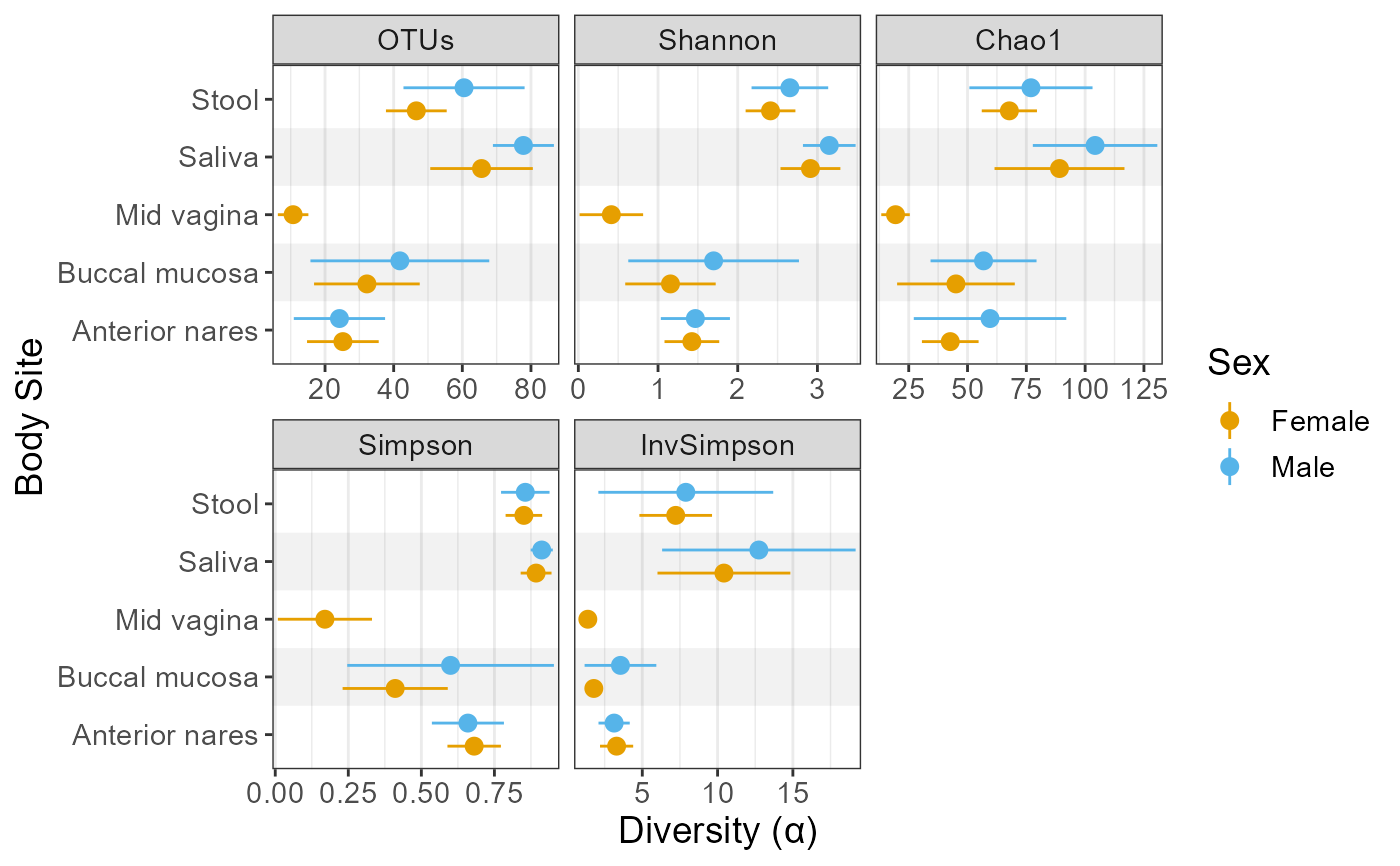 OTUs
Shannon
Chao1
Stool
Saliva
Mid vagina
Buccal mucosa
Anterior nares
20 40 60 80
0 1 2 3
25 50 75 100 125
Simpson
InvSimpson
Stool
Saliva
Mid vagina
Buccal mucosa
Anterior nares
0.00 0.25 0.50 0.75
5 10 15
Diversity (α)
Body Site
Sex
Female
Male